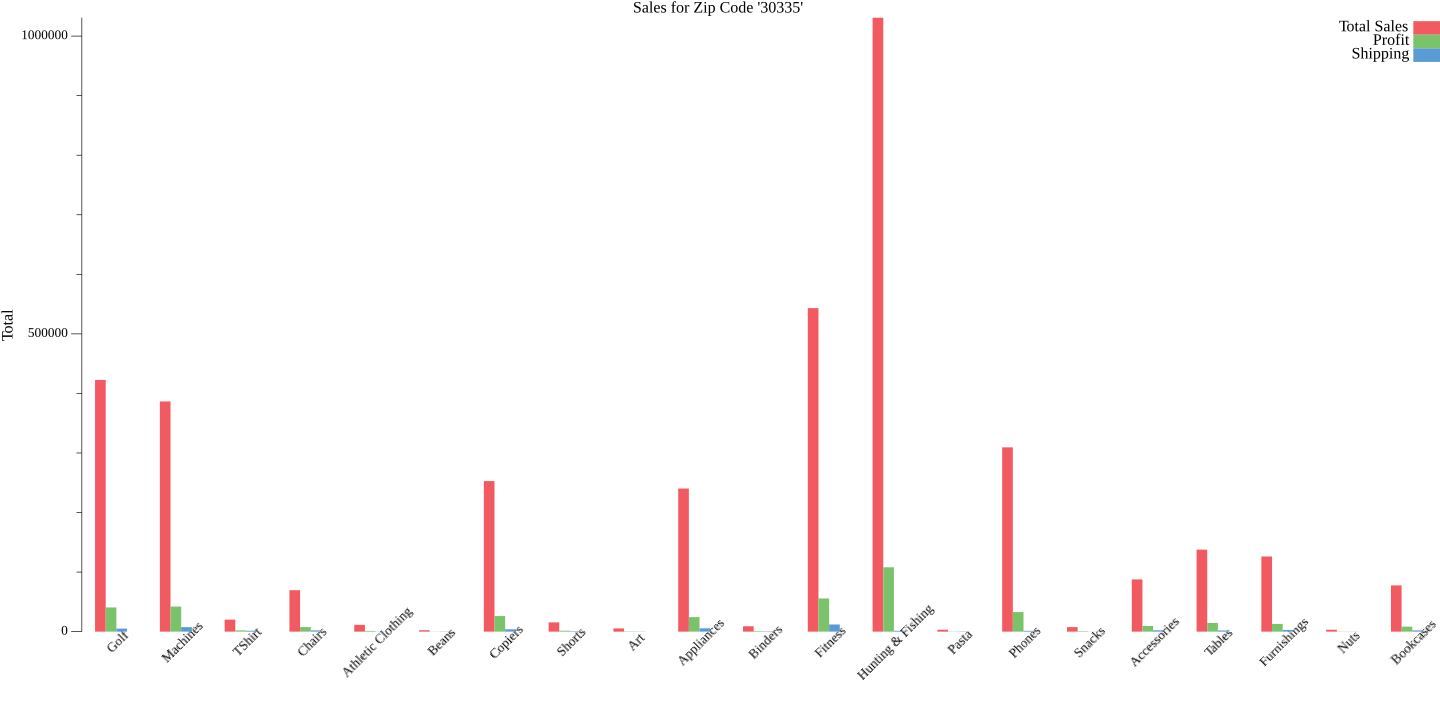 Sales for Zip Code '30335'
Total Sales
Profit
Shipping
Total
1000000
500000
0
Golf
Machines
TShirt
Chairs
Athletic Clothing
Beans
Copiers
Shorts
Art
Appliances
Binders
Fitness
Hunting & Fishing
Pasta
Phones
Snacks
Accessories
Tables
Furnishings
Nuts
Bookcases